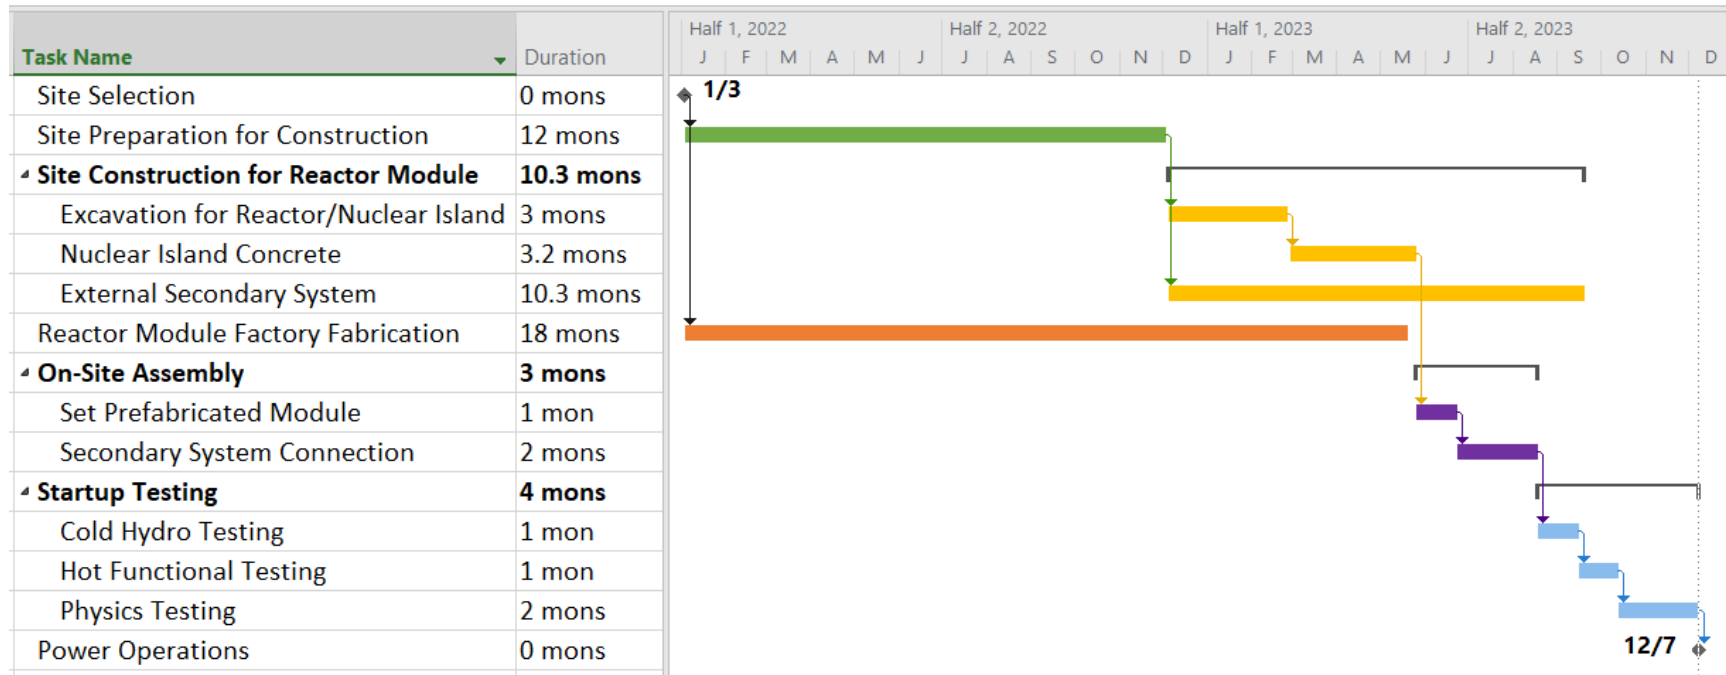 Half 1, 2022 Half 2, 2022 Half 1, 2023 Half 2, 2023
Task Name Duration J F M A M J J A S O N D J F M A M J J A S O N D
Site Selection 0 mons 1/3
Site Preparation for Construction 12 mons
Site Construction for Reactor Module 10.3 mons
Excavation for Reactor/Nuclear Island 3 mons
Nuclear Island Concrete 3.2 mons
External Secondary System 10.3 mons
Reactor Module Factory Fabrication 18 mons
On-Site Assembly 3 mons
Set Prefabricated Module 1 mon
Secondary System Connection 2 mons
Startup Testing 4 mons
Cold Hydro Testing 1 mon
Hot Functional Testing 1 mon
Physics Testing 2 mons
Power Operations 0 mons 12/7